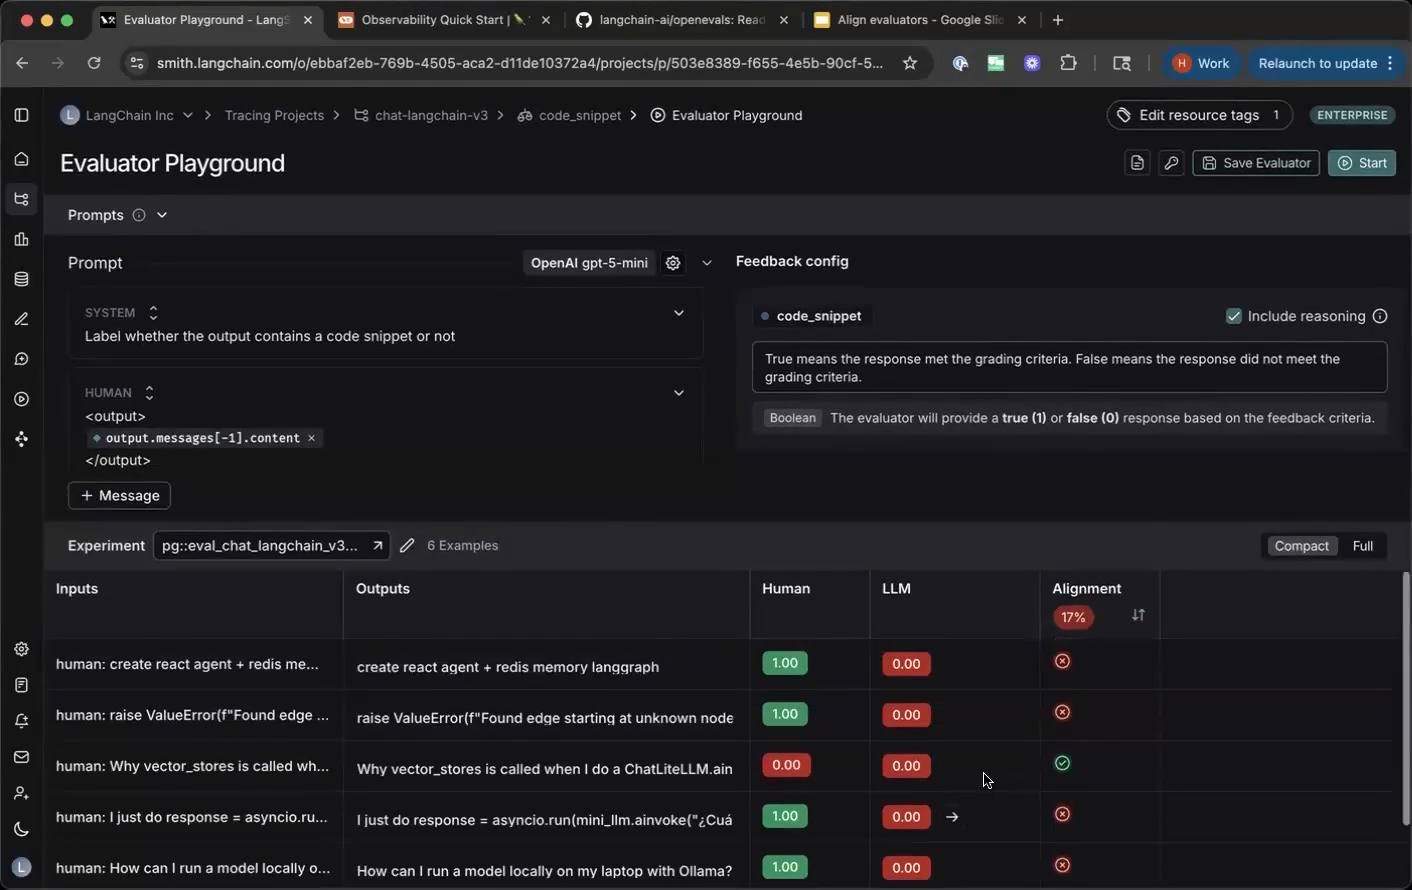 Evaluator Playground - LangS
Observability Quick Start |
langchain-ai/openevals: Read
Align evaluators - Google Slid
smith.langchain.com/o/ebbaf2eb-769b-4505-aca2-d11de10372a4/projects/p/503e8389-f655-4e5b-90cf-5...
H Work
Relaunch to update
L LangChain Inc > Tracing Projects > chat-langchain-v3 > code_snippet > Evaluator Playground
Edit resource tags 1
ENTERPRISE
Evaluator Playground
Save Evaluator
Start
Prompts
Prompt
OpenAI gpt-5-mini
SYSTEM
Label whether the output contains a code snippet or not
HUMAN
<output>
output.messages[-1].content ×
</output>
+ Message
Feedback config
code_snippet
Include reasoning
True means the response met the grading criteria. False means the response did not meet the
grading criteria.
Boolean The evaluator will provide a true (1) or false (0) response based on the feedback criteria.
Experiment pg::eval_chat_langchain_v3... 6 Examples
Compact Full
Inputs Outputs Human LLM Alignment
17%
human: create react agent + redis me... create react agent + redis memory langgraph 1.00 0.00
human: raise ValueError(f"Found edge ... raise ValueError(f"Found edge starting at unknown node 1.00 0.00
human: Why vector_stores is called wh... Why vector_stores is called when I do a ChatLiteLLM.ain 0.00 0.00
human: I just do response = asyncio.ru... I just do response = asyncio.run(mini_llm.ainvoke("¿Cuá 1.00 0.00 →
human: How can I run a model locally o... How can I run a model locally on my laptop with Ollama? 1.00 0.00
L